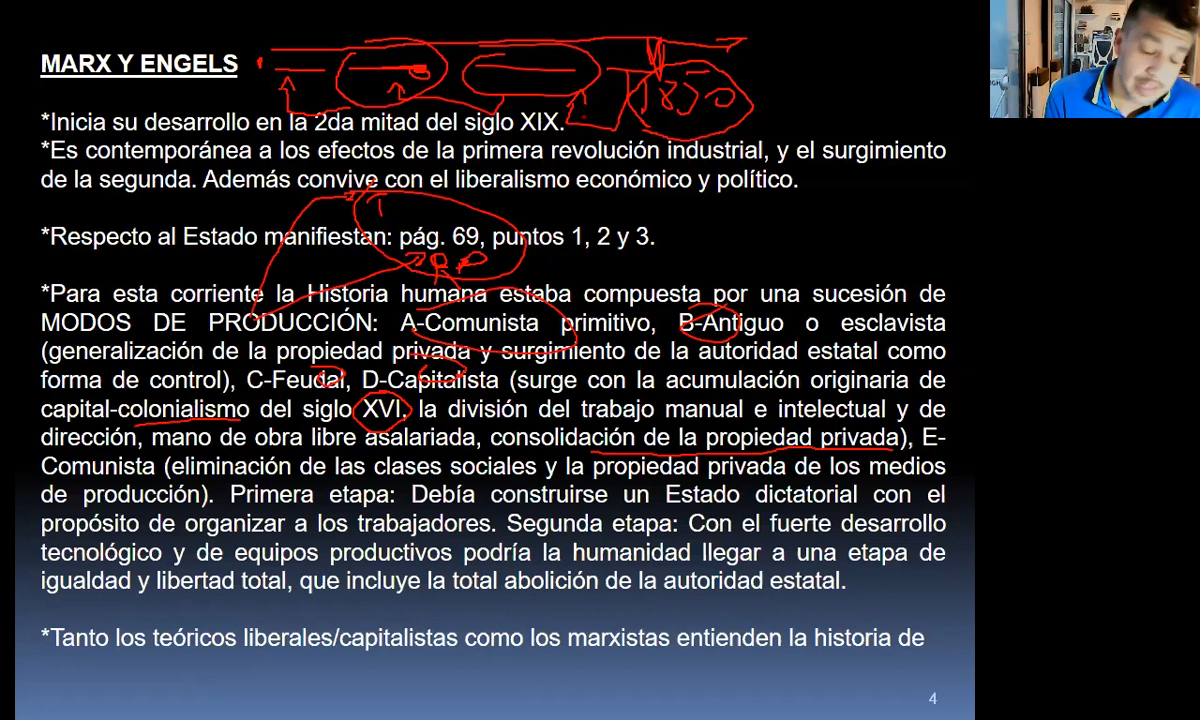 MARX Y ENGELS
1850
*Inicia su desarrollo en la 2da mitad del siglo XIX.
*Es contemporánea a los efectos de la primera revolución industrial, y el surgimiento
de la segunda. Además convive con el liberalismo económico y político.
*Respecto al Estado manifiestan: pág. 69, puntos 1, 2 y 3.
*Para esta corriente la Historia humana estaba compuesta por una sucesión de
MODOS DE PRODUCCIÓN: A-Comunista primitivo, B-Antiguo o esclavista
(generalización de la propiedad privada y surgimiento de la autoridad estatal como
forma de control), C-Feudal, D-Capitalista (surge con la acumulación originaria de
capital-colonialismo del siglo XVI, la división del trabajo manual e intelectual y de
dirección, mano de obra libre asalariada, consolidación de la propiedad privada), E-
Comunista (eliminación de las clases sociales y la propiedad privada de los medios
de producción). Primera etapa: Debía construirse un Estado dictatorial con el
propósito de organizar a los trabajadores. Segunda etapa: Con el fuerte desarrollo
tecnológico y de equipos productivos podría la humanidad llegar a una etapa de
igualdad y libertad total, que incluye la total abolición de la autoridad estatal.
*Tanto los teóricos liberales/capitalistas como los marxistas entienden la historia de
4